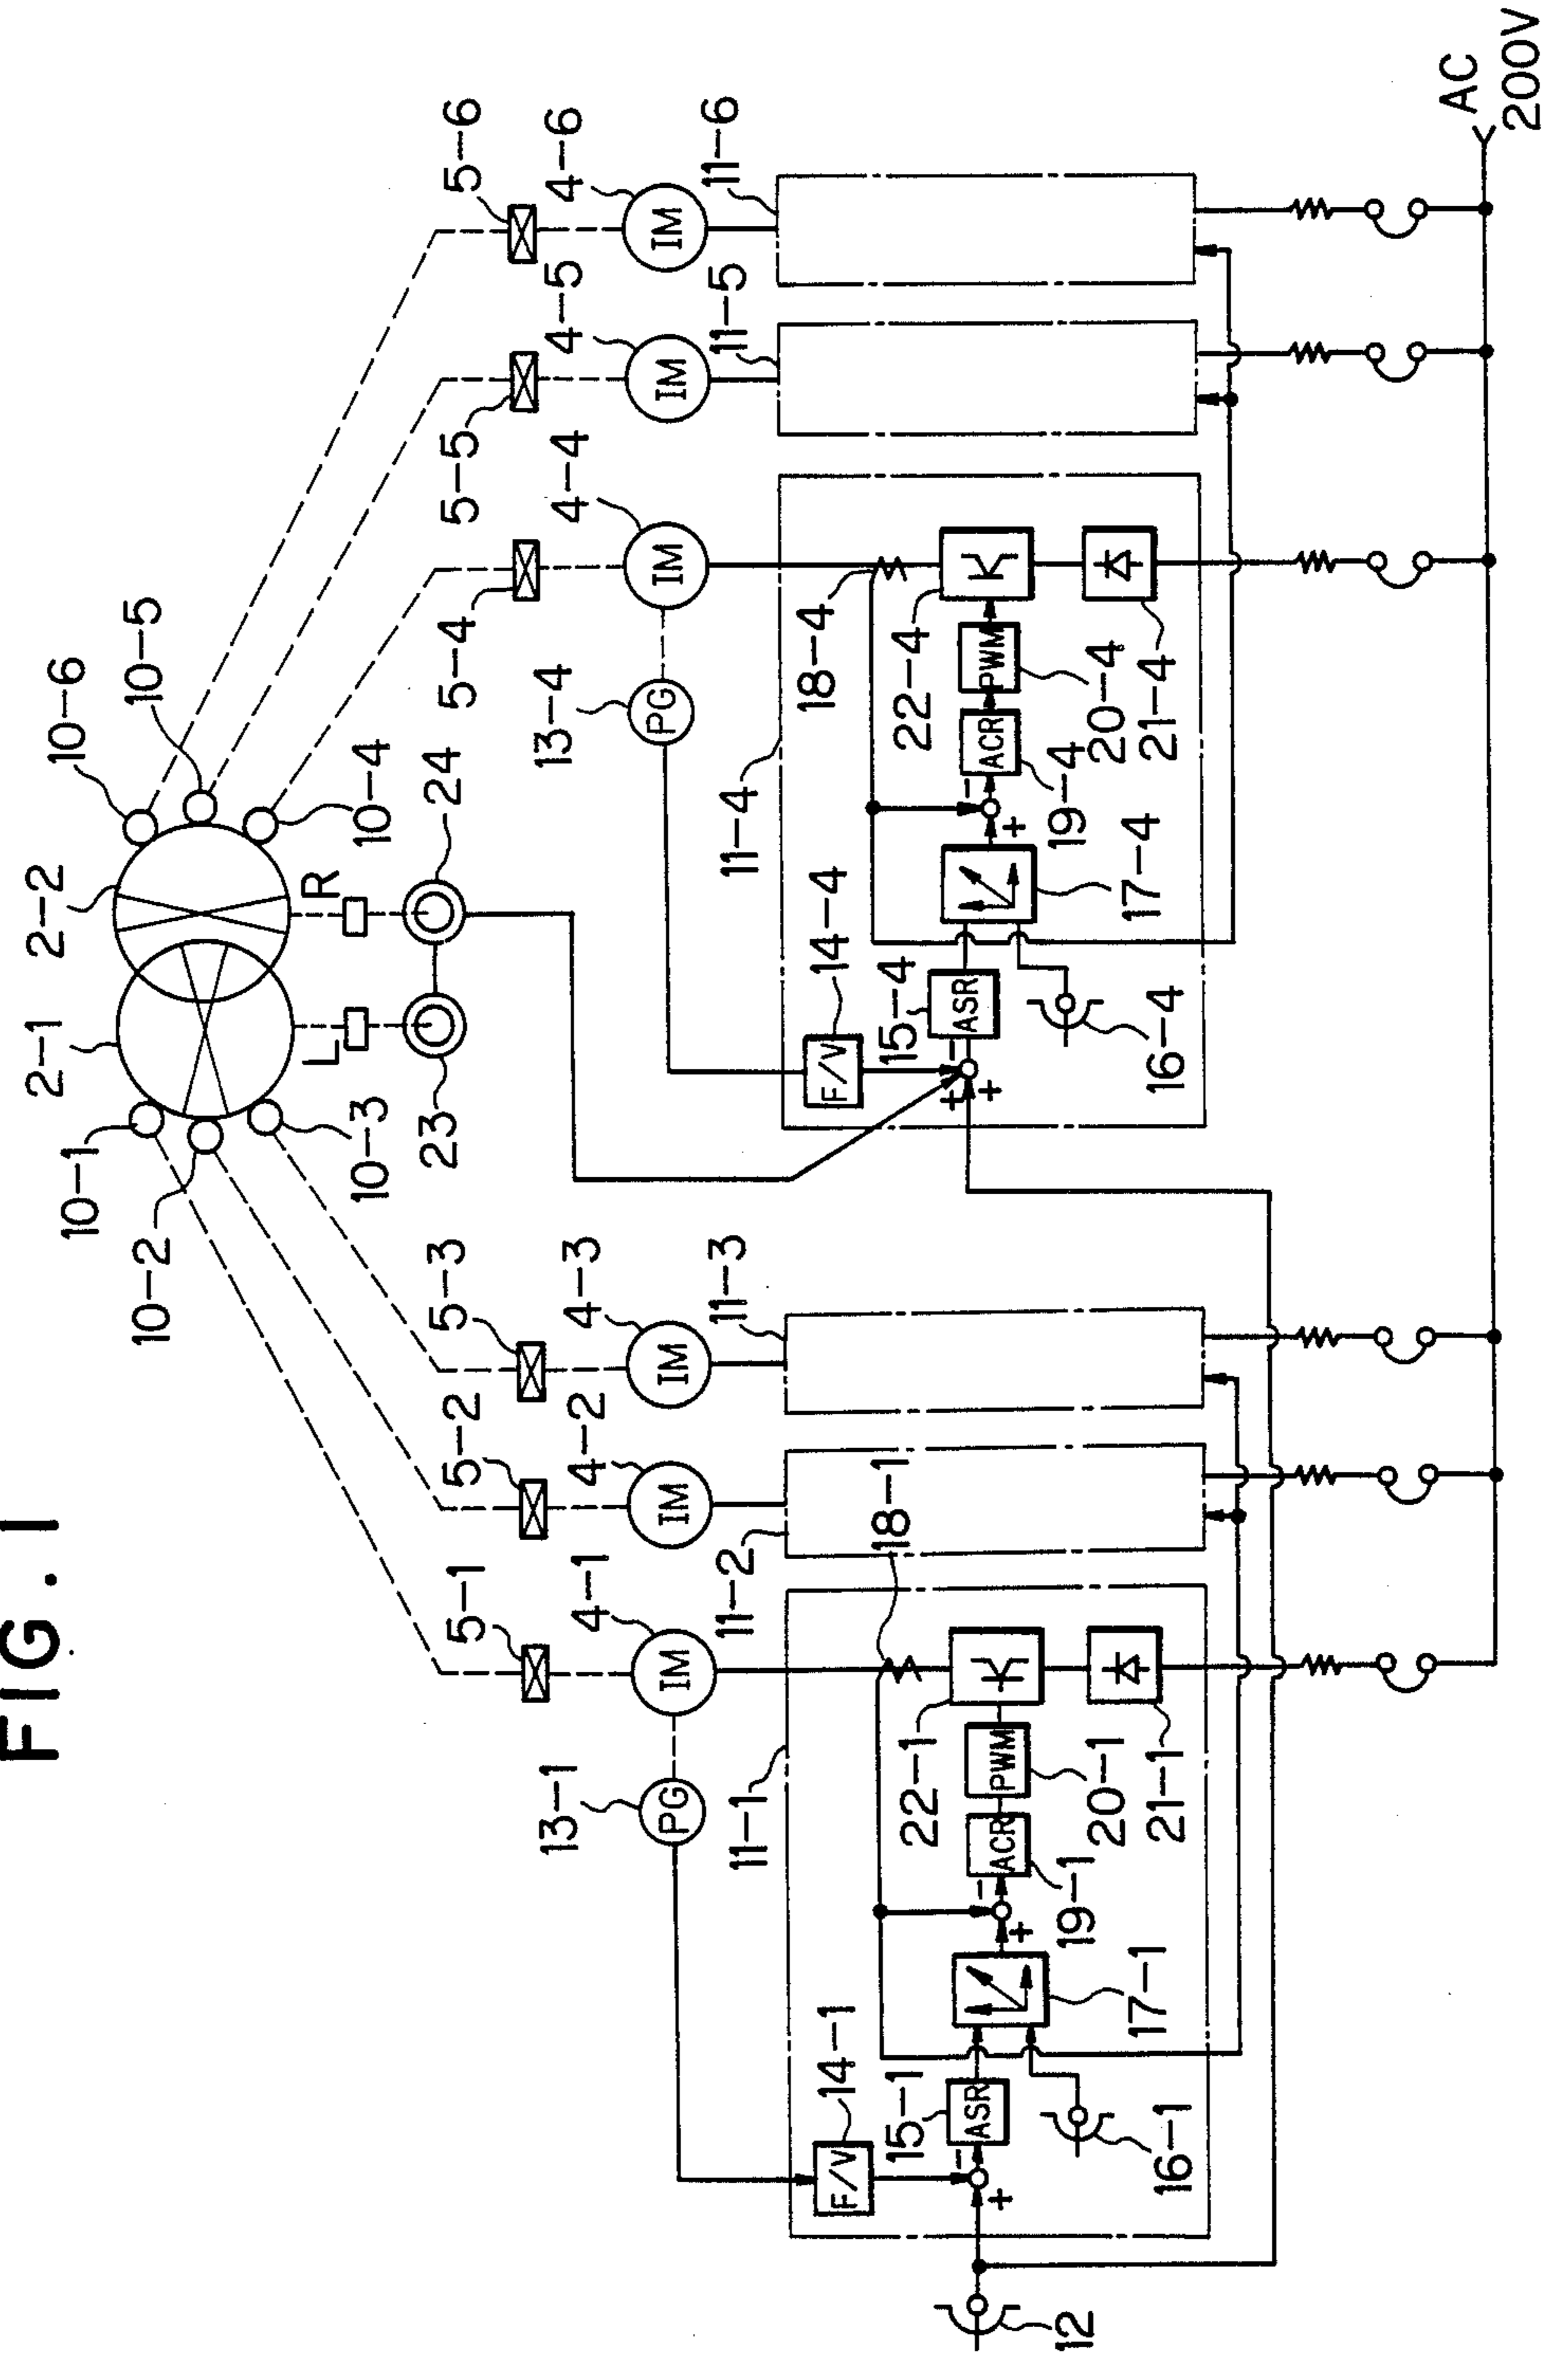 FIG. 1
10-6
10-5
2-2
2-1
10-4
10-1
10-2
10-3
L
R
23
24
5-1
5-2
5-3
5-4
5-5
5-6
4-1
4-2
4-3
4-4
4-5
4-6
IM
IM
IM
IM
IM
IM
13-1
PG
13-4
PG
11-1
11-2
11-3
11-4
11-5
11-6
18-1
18-4
14-1
F/V
14-4
F/V
15-1
ASR
15-4
ASR
22-1
22-4
ACR
PWM
ACR
PWM
-
+
-
+
-
+
-
+
+
12
16-1
17-1
19-1
20-1
21-1
16-4
17-4
19-4
20-4
21-4
AC
200V